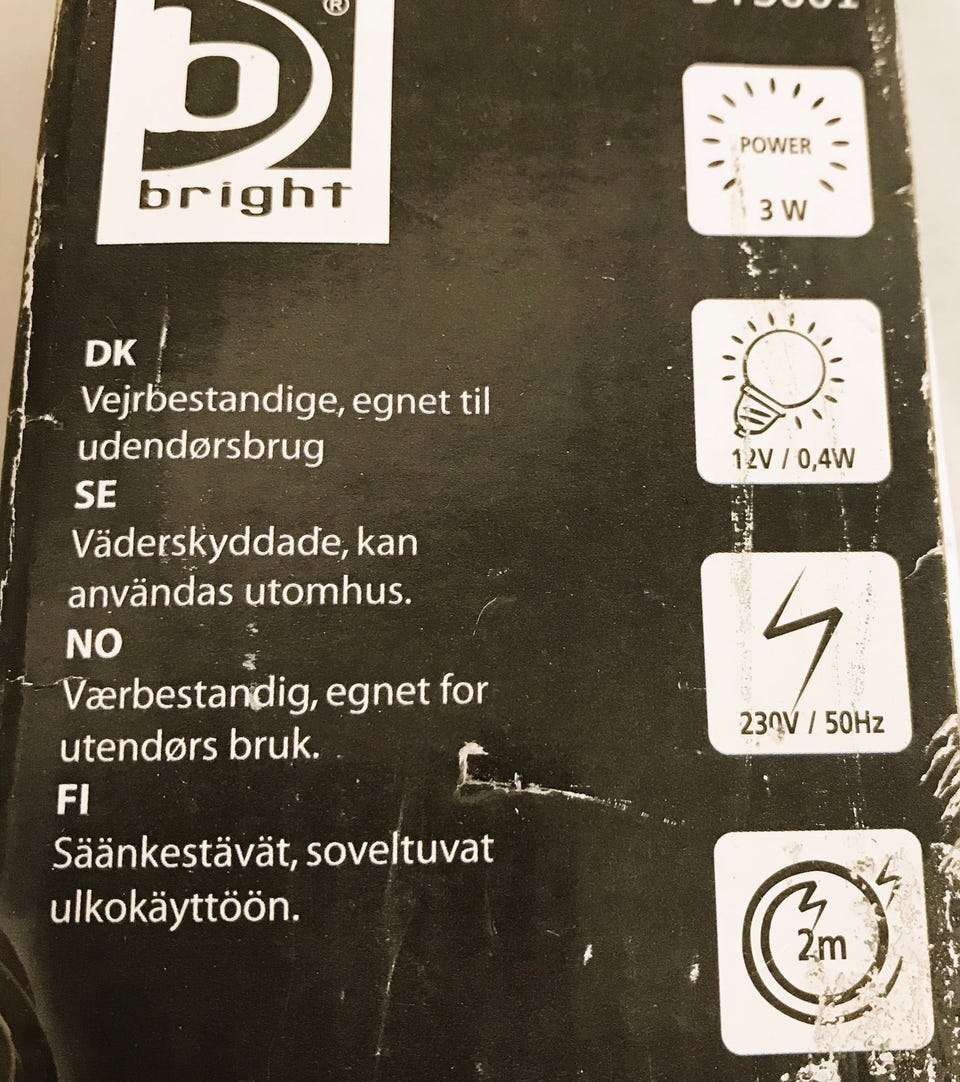 b
®
bright
DK
Vejrbestandige, egnet til
udendørsbrug
SE
Väderskyddade, kan
användas utomhus.
NO
Værbestandig, egnet for
utendørs bruk.
FI
Säänkestävät, soveltuvat
ulkokäyttöön.
POWER
3 W
12V / 0,4W
230V / 50Hz
2m